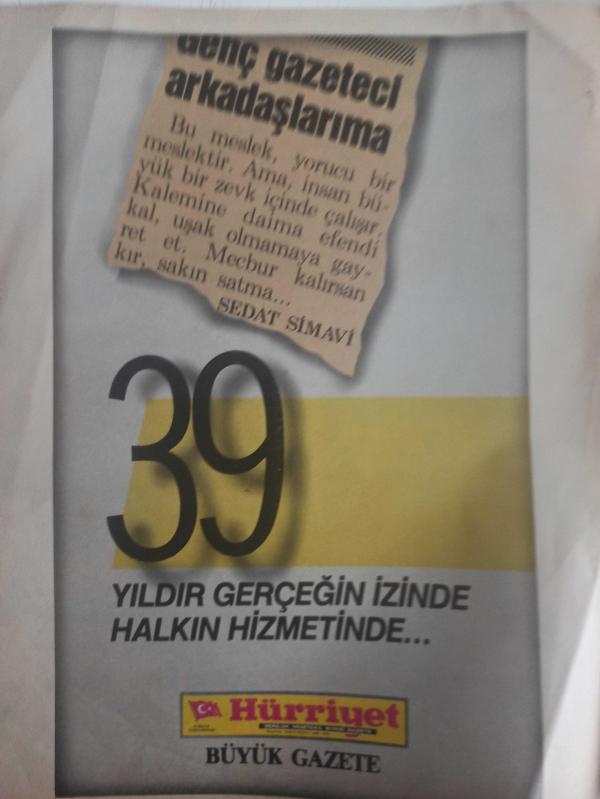 Genç gazeteci
arkadaşlarıma
Bu meslek, yorucu bir
meslektir. Ama, insan bü-
yük bir zevk içinde çalışır.
Kalemine daima efendi
kal, uşak olmamaya gay-
ret et. Mecbur kalırsan
kır, sakın satma...
SEDAT SİMAVİ
39
YILDIR GERÇEĞİN İZİNDE
HALKIN HİZMETİNDE...
Hürriyet
BÜYÜK GAZETE